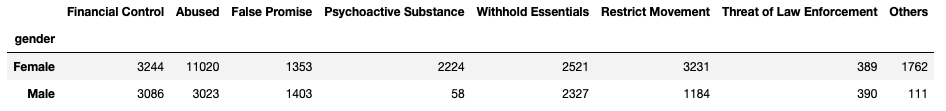 Financial Control Abused False Promise Psychoactive Substance Withhold Essentials Restrict Movement Threat of Law Enforcement Others
gender
Female 3244 11020 1353 2224 2521 3231 389 1762
Male 3086 3023 1403 58 2327 1184 390 111